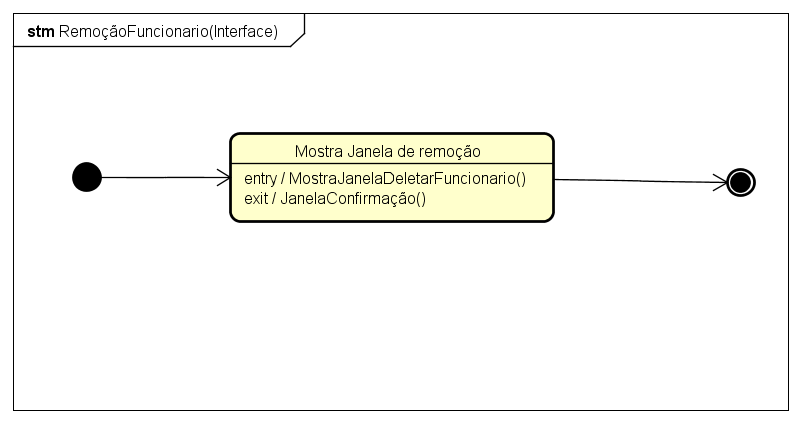 stm RemoçãoFuncionario(Interface)
Mostra Janela de remoção
entry / MostraJanelaDeletarFuncionario()
exit / JanelaConfirmação()